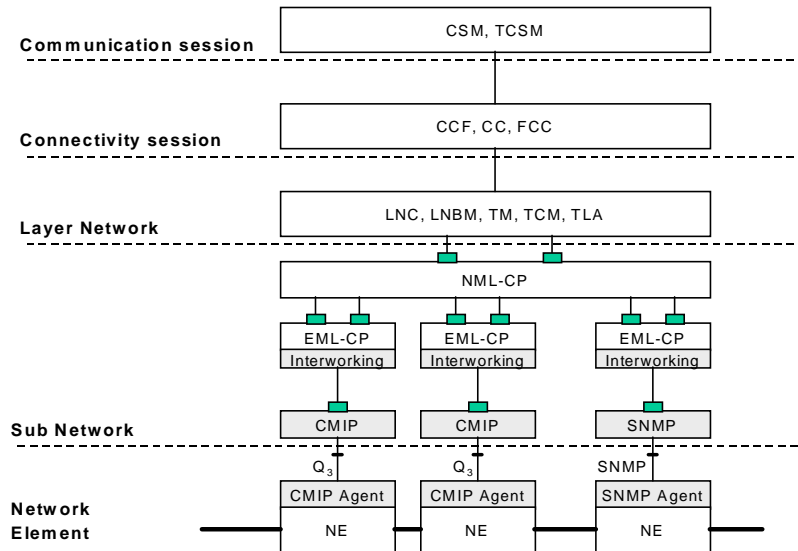 CSM, TCSM
Communication session
CCF, CC, FCC
Connectivity session
LNC, LNBM, TM, TCM, TLA
Layer Network
NML-CP
EML-CP EML-CP EML-CP
Interworking Interworking Interworking
CMIP CMIP SNMP
Sub Network
Q3 Q3 SNMP
CMIP Agent CMIP Agent SNMP Agent
Network
Element
NE NE NE